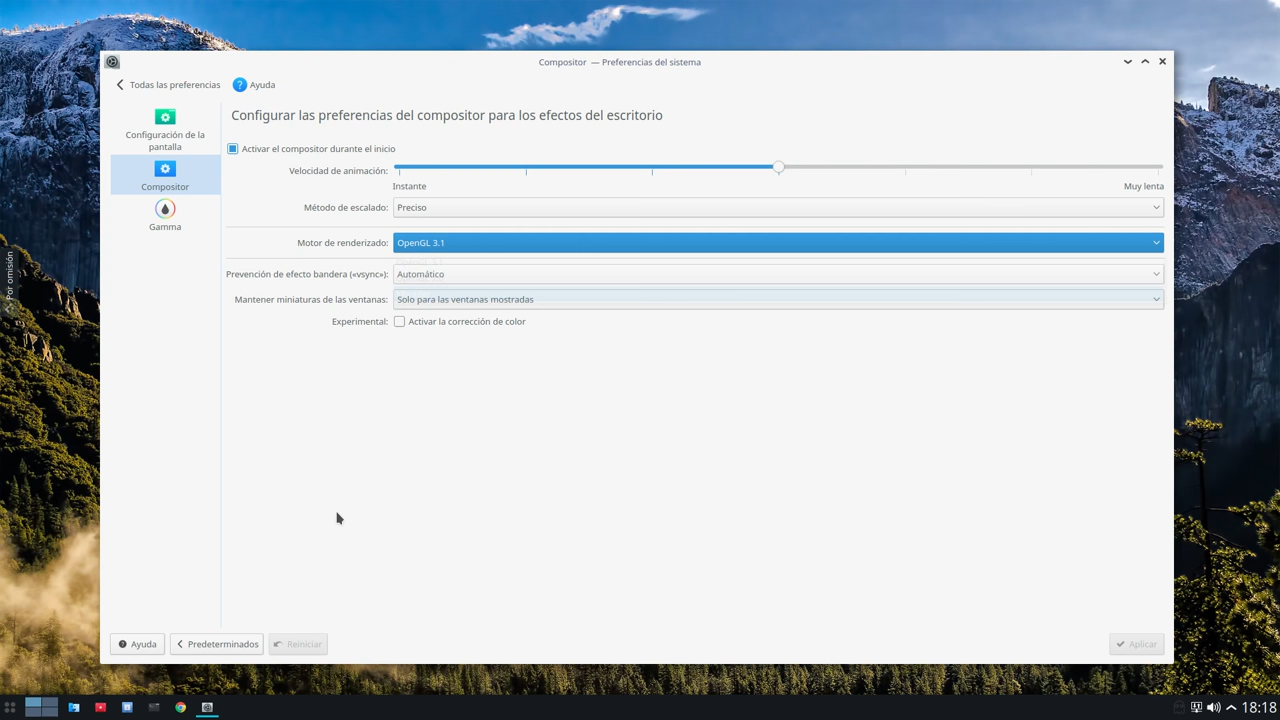 Compositor — Preferencias del sistema
Todas las preferencias
Ayuda
Configuración de la
pantalla
Compositor
Gamma
Configurar las preferencias del compositor para los efectos del escritorio
Activar el compositor durante el inicio
Velocidad de animación:
Instante
Muy lenta
Método de escalado:
Preciso
Motor de renderizado:
OpenGL 3.1
Prevención de efecto bandera («vsync»):
Automático
Mantener miniaturas de las ventanas:
Solo para las ventanas mostradas
Experimental:
Activar la corrección de color
Por omisión
Ayuda
Predeterminados
Reiniciar
Aplicar
18:18